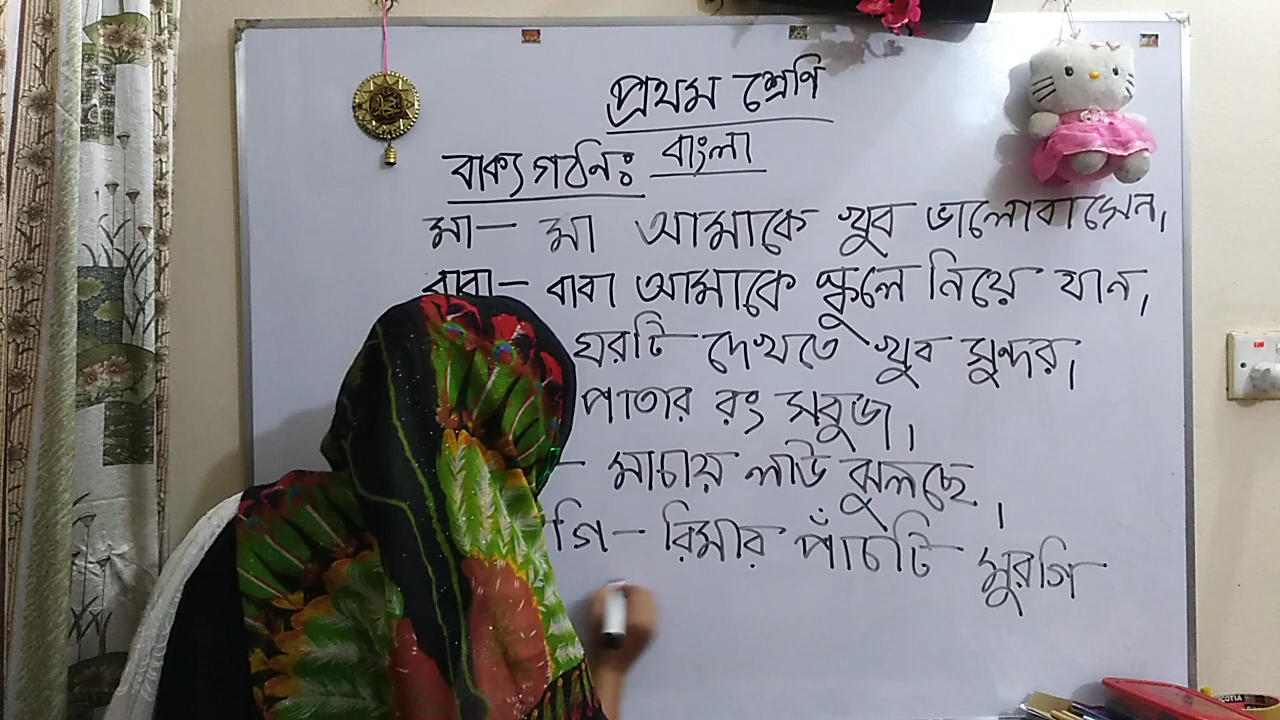 প্রথম শ্রেণি
বাংলা
বাক্য গঠনঃ
মা- মা আমাকে খুব ভালোবাসেন।
বাবা- বাবা আমাকে স্কুলে নিয়ে যান।
ঘরটি দেখতে খুব সুন্দর।
পাতার রং সবুজ।
- মাচায় লাউ ঝুলছে।
গি- রিমার পাঁচটি মুরগি